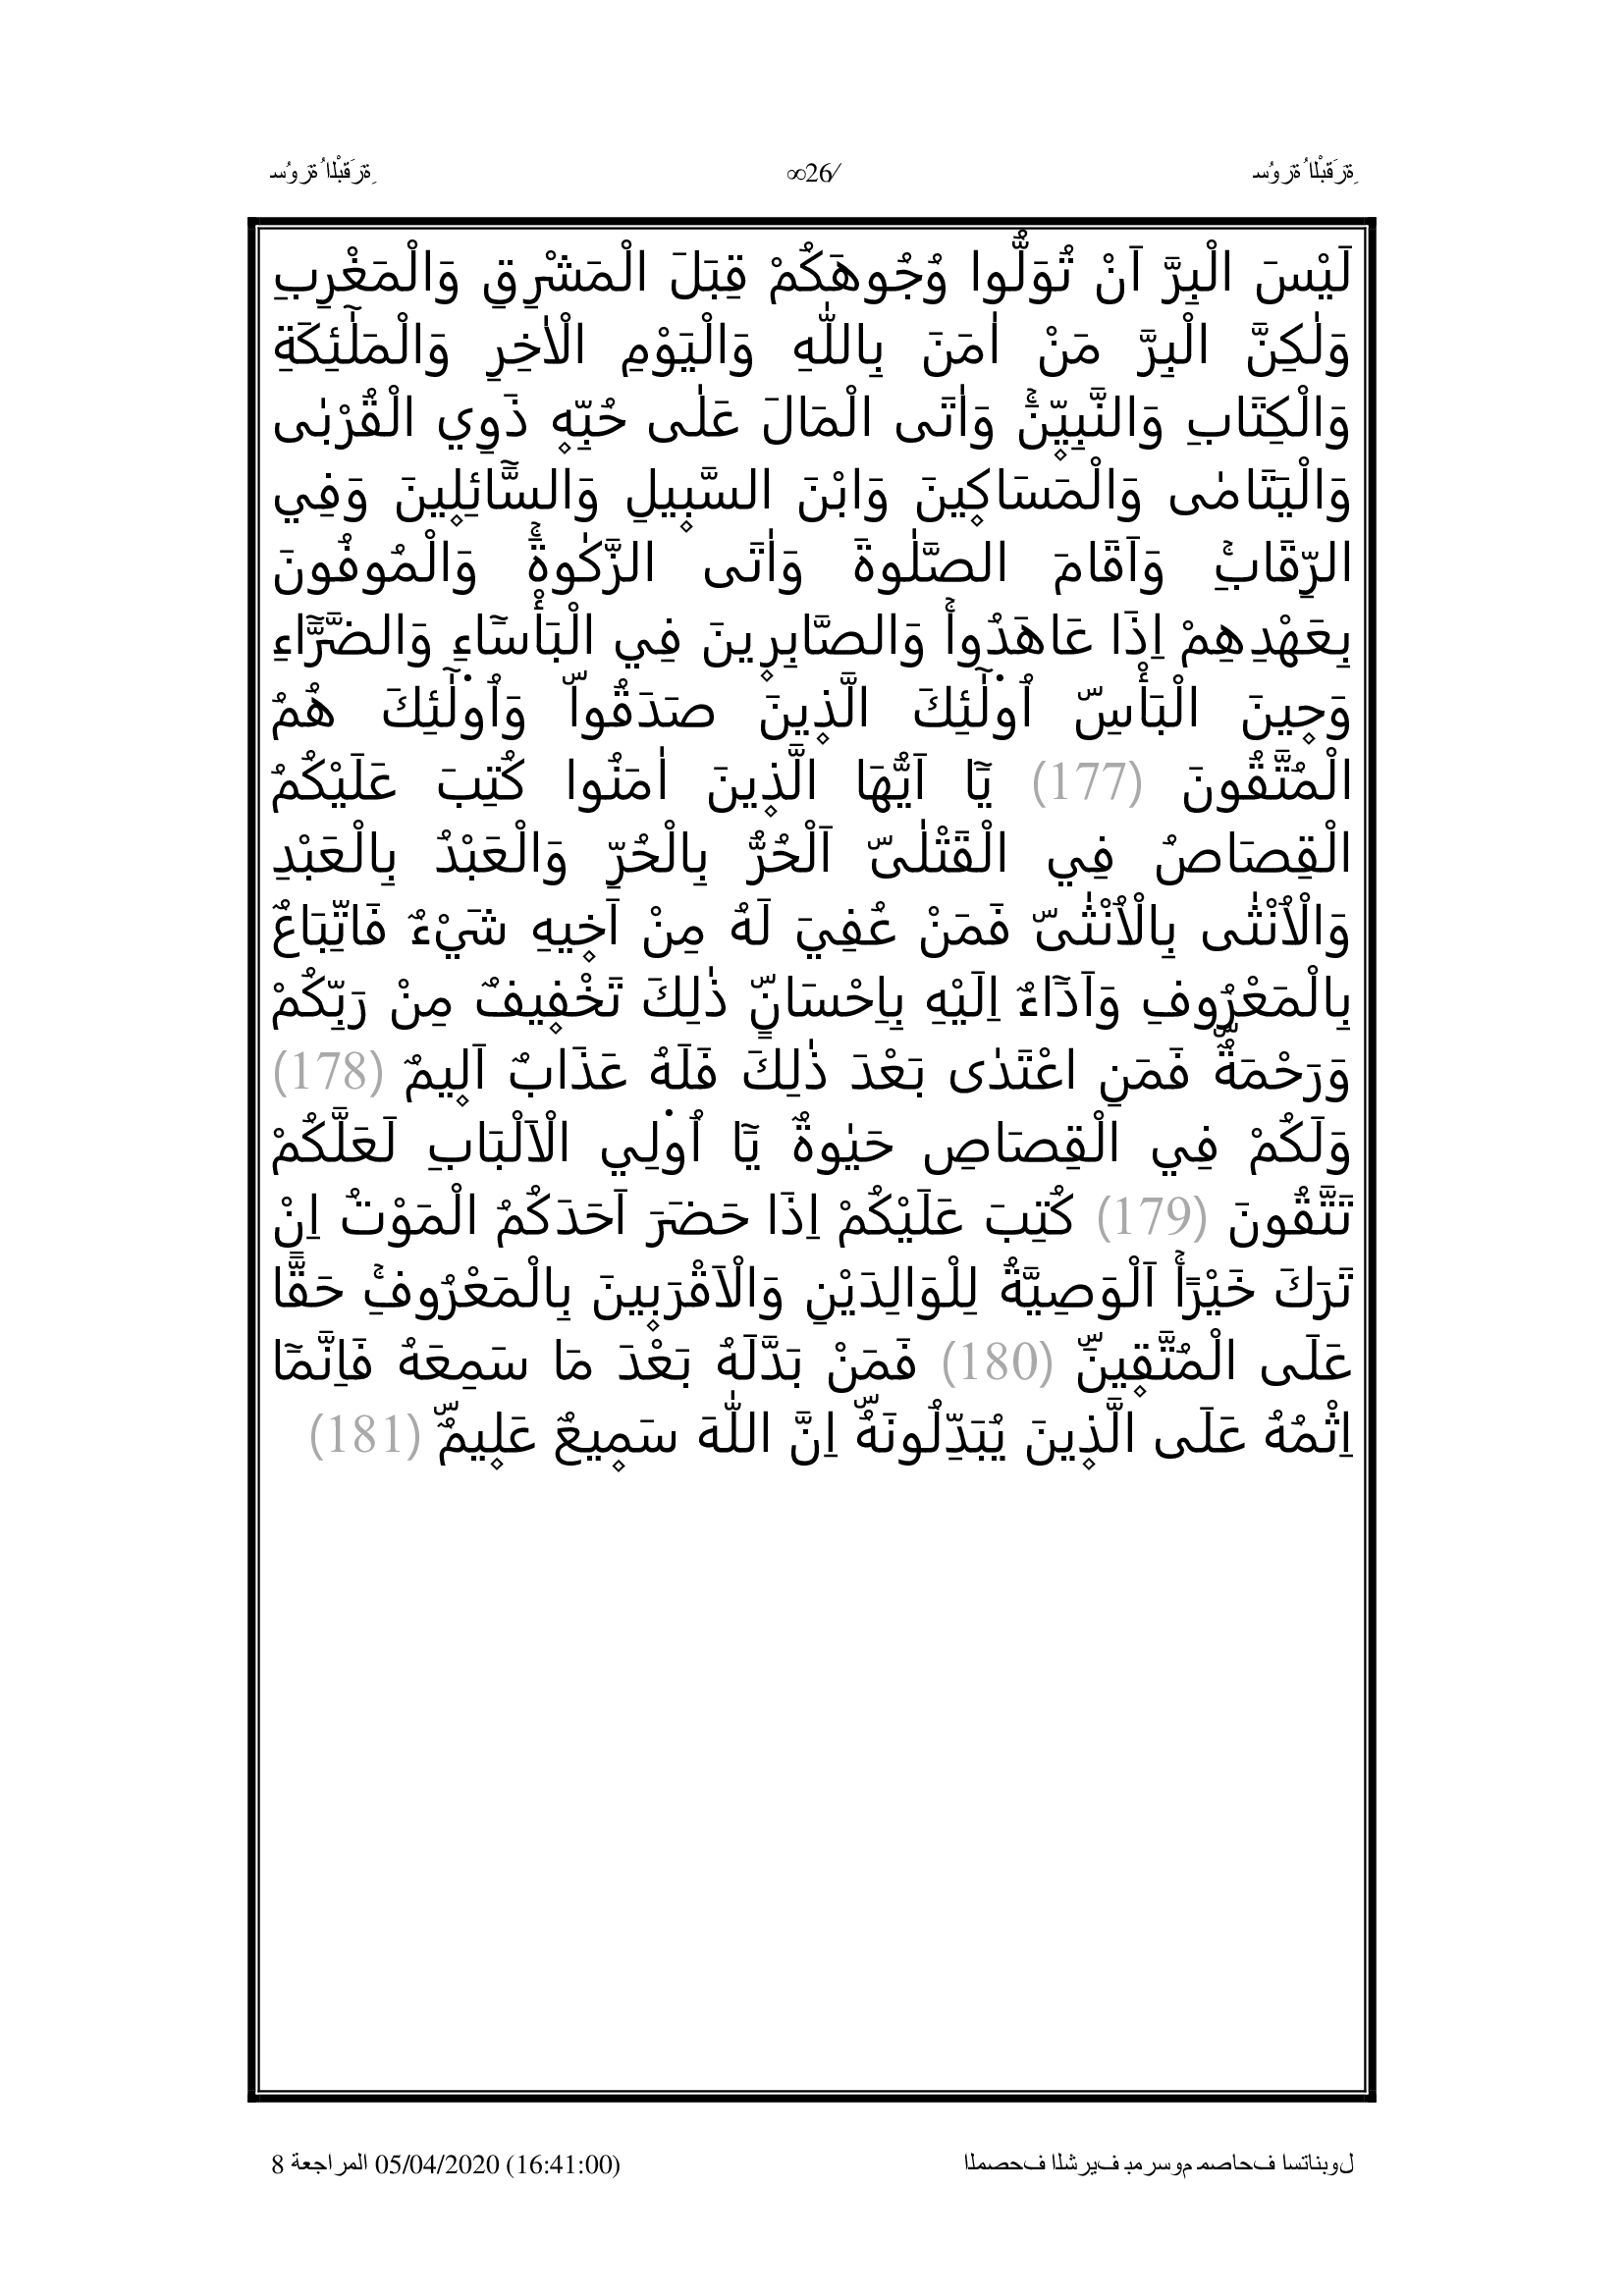 سُورَةُ الْبَقَرَةِ ∞26⁄ سُورَةُ الْبَقَرَةِ
لَيْسَ الْبِرَّ اَنْ تُوَلُّوا وُجُوهَكُمْ قِبَلَ الْمَشْرِقِ وَالْمَغْرِبِ
وَلٰكِنَّ الْبِرَّ مَنْ اٰمَنَ بِاللّٰهِ وَالْيَوْمِ الْاٰخِرِ وَالْمَلٰٓئِكَةِ
وَالْكِتَابِ وَالنَّبِيّ۪نَۚ وَاٰتَى الْمَالَ عَلٰى حُبِّه۪ ذَوِي الْقُرْبٰى
وَالْيَتَامٰى وَالْمَسَاك۪ينَ وَابْنَ السَّب۪يلِ وَالسَّٓائِل۪ينَ وَفِي
الرِّقَابِۚ وَاَقَامَ الصَّلٰوةَ وَاٰتَى الزَّكٰوةَۚ وَالْمُوفُونَ
بِعَهْدِهِمْ اِذَا عَاهَدُواۚ وَالصَّابِر۪ينَ فِي الْبَأْسَٓاءِ وَالضَّرَّٓاءِ
وَح۪ينَ الْبَأْسِۜ اُو۬لٰٓئِكَ الَّذ۪ينَ صَدَقُواۜ وَاُو۬لٰٓئِكَ هُمُ
الْمُتَّقُونَ (177) يَٓا اَيُّهَا الَّذ۪ينَ اٰمَنُوا كُتِبَ عَلَيْكُمُ
الْقِصَاصُ فِي الْقَتْلٰىۜ اَلْحُرُّ بِالْحُرِّ وَالْعَبْدُ بِالْعَبْدِ
وَالْاُنْثٰى بِالْاُنْثٰىۜ فَمَنْ عُفِيَ لَهُ مِنْ اَخ۪يهِ شَيْءٌ فَاتِّبَاعٌ
بِالْمَعْرُوفِ وَاَدَٓاءٌ اِلَيْهِ بِاِحْسَانٍۜ ذٰلِكَ تَخْف۪يفٌ مِنْ رَبِّكُمْ
وَرَحْمَةٌۜ فَمَنِ اعْتَدٰى بَعْدَ ذٰلِكَ فَلَهُ عَذَابٌ اَل۪يمٌ (178)
وَلَكُمْ فِي الْقِصَاصِ حَيٰوةٌ يَٓا اُو۬لِي الْاَلْبَابِ لَعَلَّكُمْ
تَتَّقُونَ (179) كُتِبَ عَلَيْكُمْ اِذَا حَضَرَ اَحَدَكُمُ الْمَوْتُ اِنْ
تَرَكَ خَيْرًاۚ اَلْوَصِيَّةُ لِلْوَالِدَيْنِ وَالْاَقْرَب۪ينَ بِالْمَعْرُوفِۚ حَقًّا
عَلَى الْمُتَّق۪ينَۜ (180) فَمَنْ بَدَّلَهُ بَعْدَ مَا سَمِعَهُ فَاِنَّمَٓا
اِثْمُهُ عَلَى الَّذ۪ينَ يُبَدِّلُونَهُۜ اِنَّ اللّٰهَ سَم۪يعٌ عَل۪يمٌۜ (181)
المصحف الشريف بمرسوم مصاحف استانبول المراجعة 8 05/04/2020 (16:41:00)